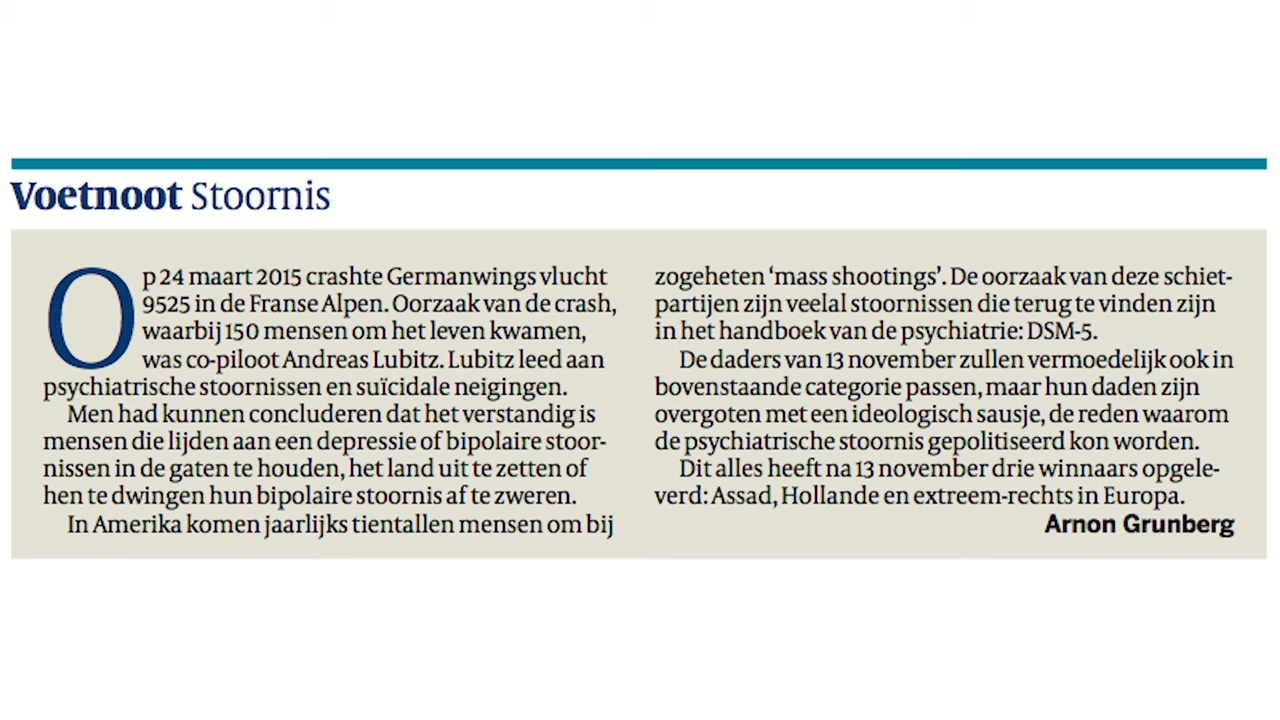 Voetnoot Stoornis
Op 24 maart 2015 crashte Germanwings vlucht
9525 in de Franse Alpen. Oorzaak van de crash,
waarbij 150 mensen om het leven kwamen,
was co-piloot Andreas Lubitz. Lubitz leed aan
psychiatrische stoornissen en suïcidale neigingen.
Men had kunnen concluderen dat het verstandig is
mensen die lijden aan een depressie of bipolaire stoor-
nissen in de gaten te houden, het land uit te zetten of
hen te dwingen hun bipolaire stoornis af te zweren.
In Amerika komen jaarlijks tientallen mensen om bij
zogeheten ‘mass shootings’. De oorzaak van deze schiet-
partijen zijn veelal stoornissen die terug te vinden zijn
in het handboek van de psychiatrie: DSM-5.
De daders van 13 november zullen vermoedelijk ook in
bovenstaande categorie passen, maar hun daden zijn
overgoten met een ideologisch sausje, de reden waarom
de psychiatrische stoornis gepolitiseerd kon worden.
Dit alles heeft na 13 november drie winnaars opgele-
verd: Assad, Hollande en extreem-rechts in Europa.
Arnon Grunberg